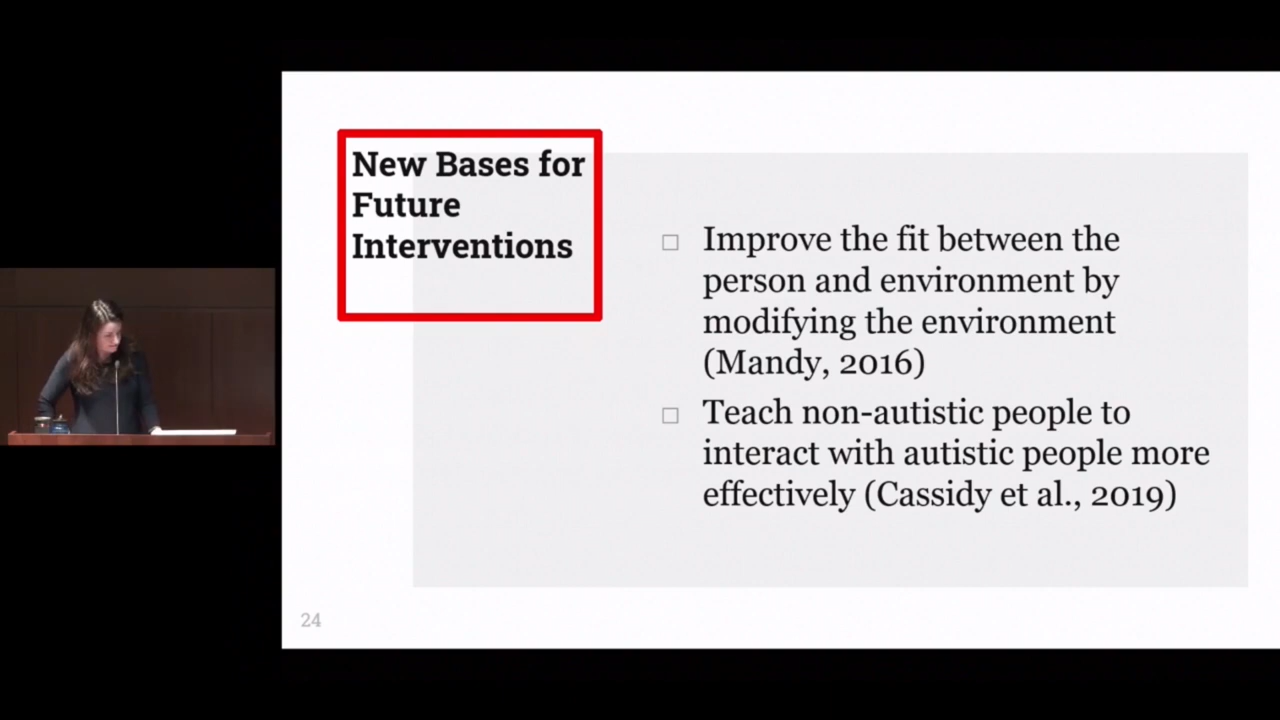 New Bases for
Future
Interventions
Improve the fit between the
person and environment by
modifying the environment
(Mandy, 2016)
Teach non-autistic people to
interact with autistic people more
effectively (Cassidy et al., 2019)
24